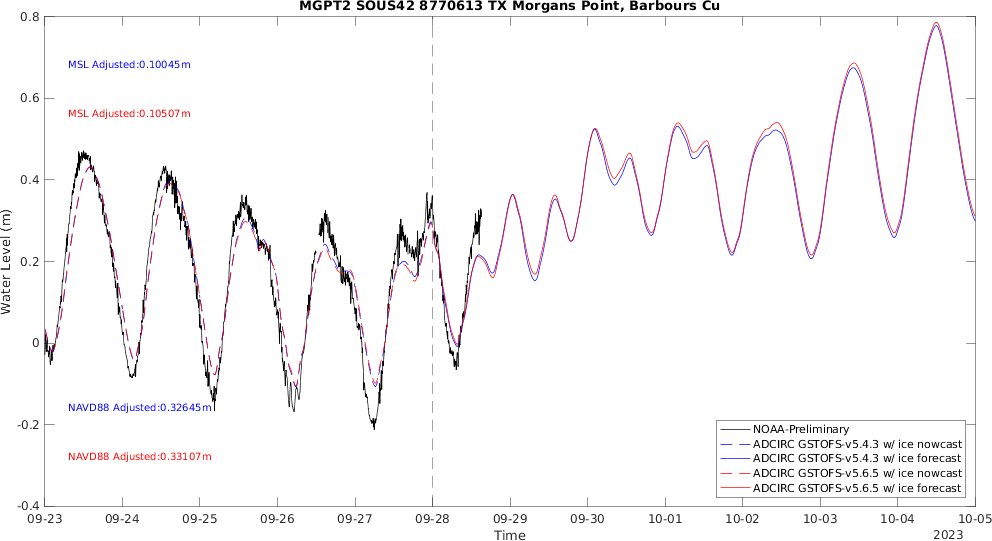 MGPT2 SOUS42 8770613 TX Morgans Point, Barbours Cu
Water Level (m)
0.8
0.6
0.4
0.2
0
-0.2
-0.4
MSL Adjusted:0.10045m
MSL Adjusted:0.10507m
NAVD88 Adjusted:0.32645m
NAVD88 Adjusted:0.33107m
NOAA-Preliminary
ADCIRC GSTOFS-v5.4.3 w/ ice nowcast
ADCIRC GSTOFS-v5.4.3 w/ ice forecast
ADCIRC GSTOFS-v5.6.5 w/ ice nowcast
ADCIRC GSTOFS-v5.6.5 w/ ice forecast
09-23 09-24 09-25 09-26 09-27 09-28 09-29 09-30 10-01 10-02 10-03 10-04 10-05
Time
2023